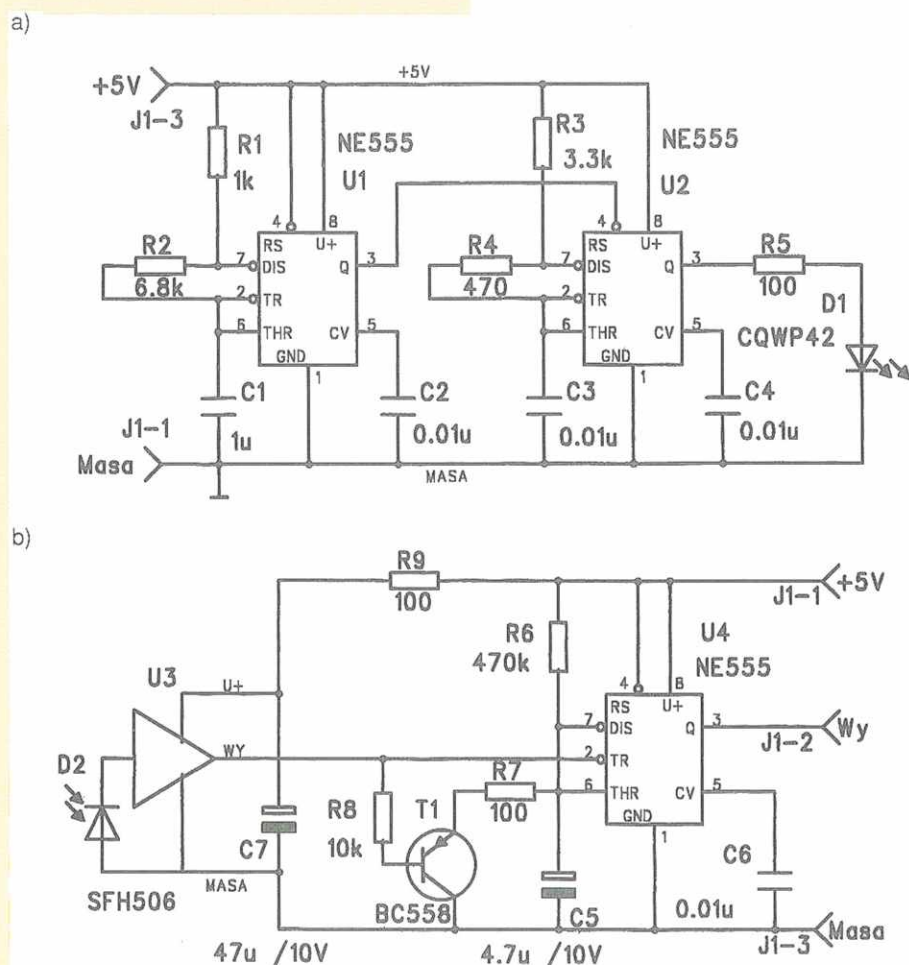 a)
+5V
J1-3
+5V
R1
1k
NE555
U1
R3
3.3k
NE555
U2
4
8
RS
U+
R2
6.8k
7
DIS
Q
3
2
TR
6
THR
CV
5
GND
1
R4
470
4
8
RS
U+
7
DIS
Q
3
2
TR
6
THR
CV
5
GND
1
R5
100
D1
CQWP42
C1
1u
C2
0.01u
C3
0.01u
C4
0.01u
J1-1
Masa
MASA
b)
R9
100
J1-1
+5V
R6
470k
U4
NE555
U3
U+
WY
4
8
RS
U+
7
DIS
Q
3
J1-2
Wy
2
TR
6
THR
CV
5
GND
1
D2
SFH506
R7
100
R8
10k
T1
BC558
C7
MASA
47u /10V
C5
4.7u /10V
C6
0.01u
J1-3
Masa